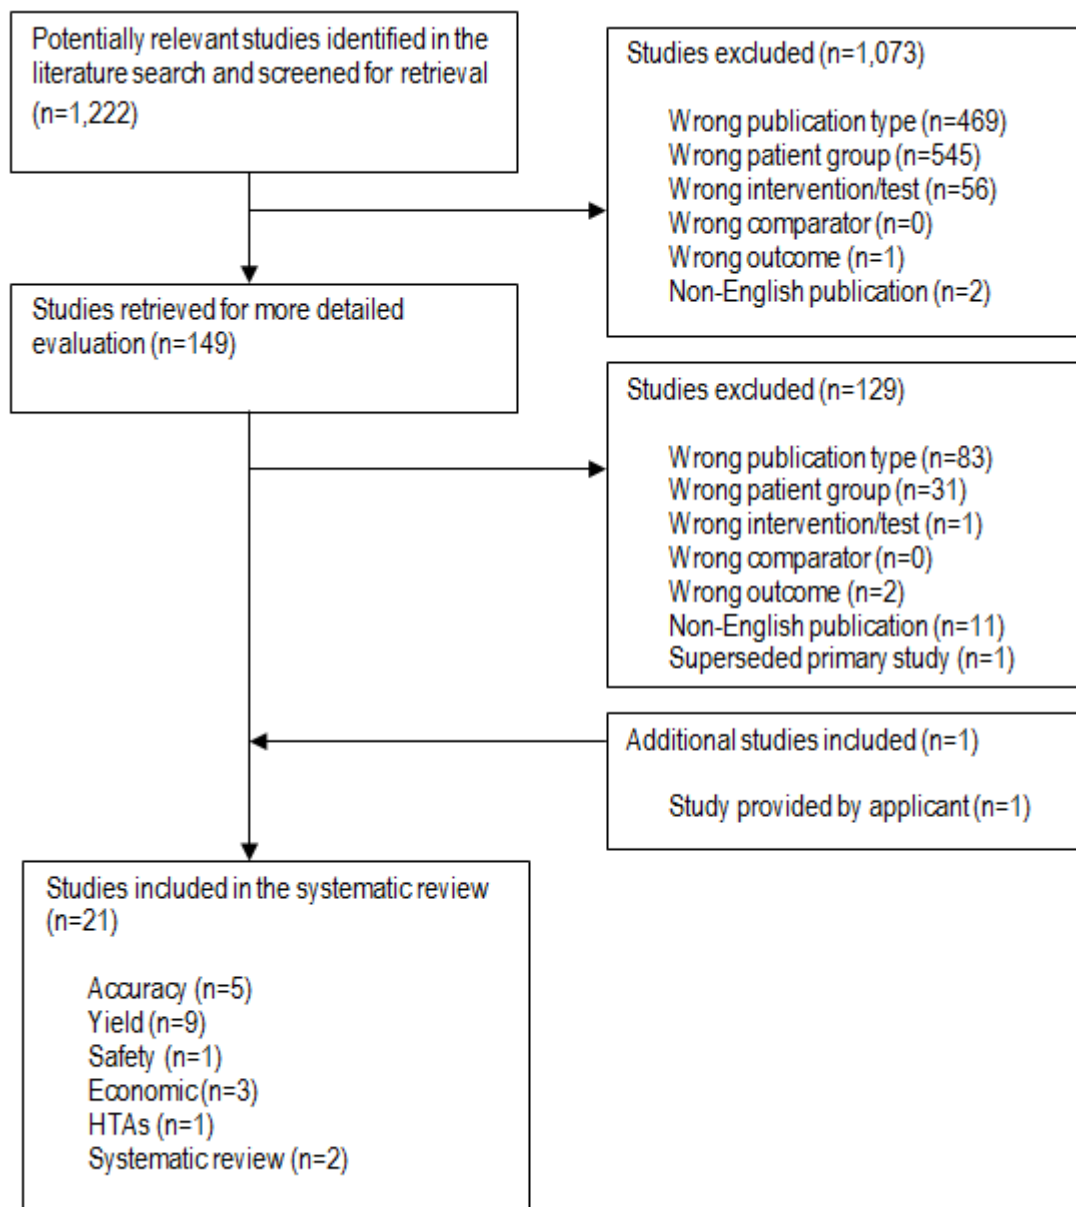 Potentially relevant studies identified in the
literature search and screened for retrieval
(n=1,222)
Studies excluded (n=1,073)
Wrong publication type (n=469)
Wrong patient group (n=545)
Wrong intervention/test (n=56)
Wrong comparator (n=0)
Wrong outcome (n=1)
Non-English publication (n=2)
Studies retrieved for more detailed
evaluation (n=149)
Studies excluded (n=129)
Wrong publication type (n=83)
Wrong patient group (n=31)
Wrong intervention/test (n=1)
Wrong comparator (n=0)
Wrong outcome (n=2)
Non-English publication (n=11)
Superseded primary study (n=1)
Additional studies included (n=1)
Study provided by applicant (n=1)
Studies included in the systematic review
(n=21)
Accuracy (n=5)
Yield (n=9)
Safety (n=1)
Economic (n=3)
HTAs (n=1)
Systematic review (n=2)